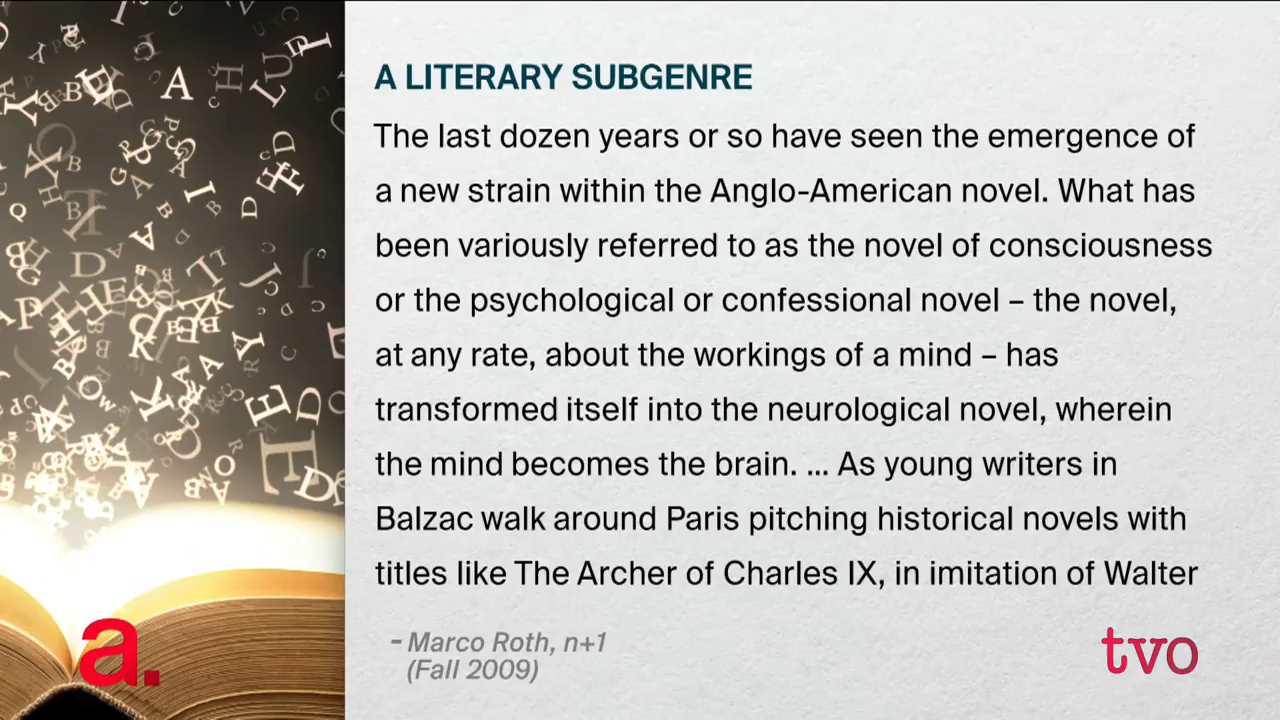 A LITERARY SUBGENRE
The last dozen years or so have seen the emergence of
a new strain within the Anglo-American novel. What has
been variously referred to as the novel of consciousness
or the psychological or confessional novel – the novel,
at any rate, about the workings of a mind – has
transformed itself into the neurological novel, wherein
the mind becomes the brain. ... As young writers in
Balzac walk around Paris pitching historical novels with
titles like The Archer of Charles IX, in imitation of Walter
– Marco Roth, n+1
(Fall 2009)
a.
tvo